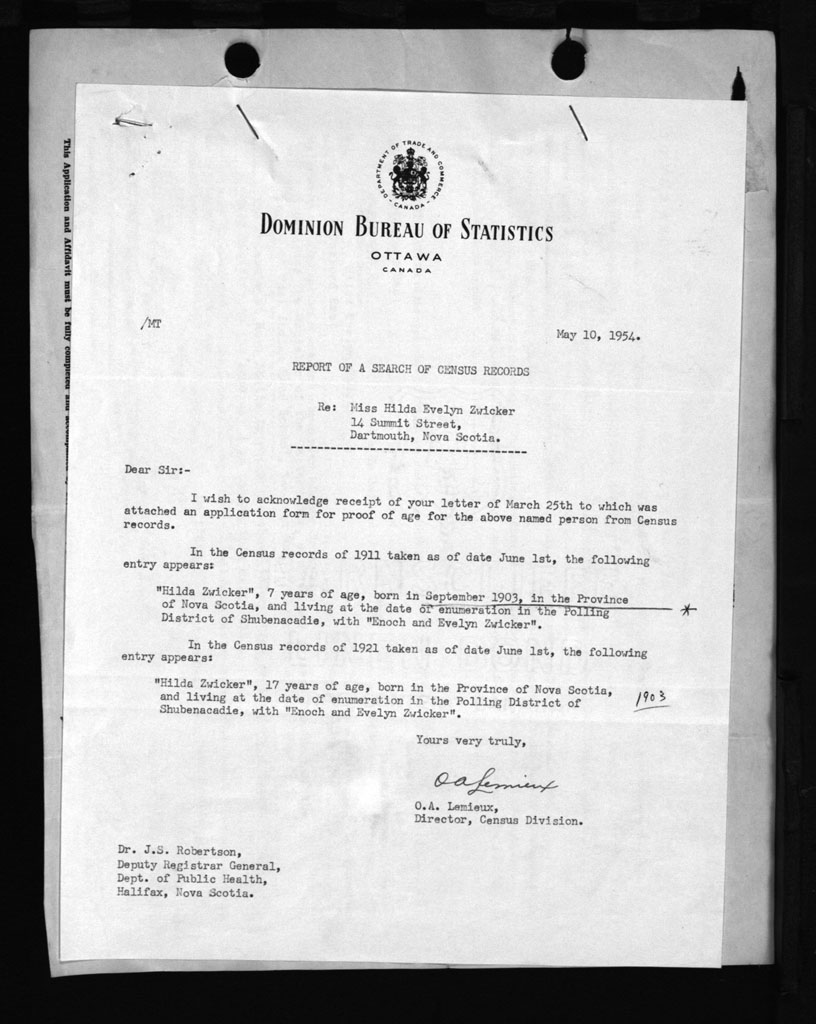 DEPARTMENT OF TRADE AND COMMERCE
- CANADA -
DOMINION BUREAU OF STATISTICS
OTTAWA
CANADA
This Application and Affidavit must be fully completed and
/MT
May 10, 1954.
REPORT OF A SEARCH OF CENSUS RECORDS
Re: Miss Hilda Evelyn Zwicker
14 Summit Street,
Dartmouth, Nova Scotia.
-----------------------------------
Dear Sir:-
I wish to acknowledge receipt of your letter of March 25th to which was
attached an application form for proof of age for the above named person from Census
records.
In the Census records of 1911 taken as of date June 1st, the following
entry appears:
"Hilda Zwicker", 7 years of age, born in September 1903, in the Province
of Nova Scotia, and living at the date of enumeration in the Polling *
District of Shubenacadie, with "Enoch and Evelyn Zwicker".
In the Census records of 1921 taken as of date June 1st, the following
entry appears:
"Hilda Zwicker", 17 years of age, born in the Province of Nova Scotia,
and living at the date of enumeration in the Polling District of 1903
Shubenacadie, with "Enoch and Evelyn Zwicker".
Yours very truly,
O A Lemieux
O.A. Lemieux,
Director, Census Division.
Dr. J.S. Robertson,
Deputy Registrar General,
Dept. of Public Health,
Halifax, Nova Scotia.